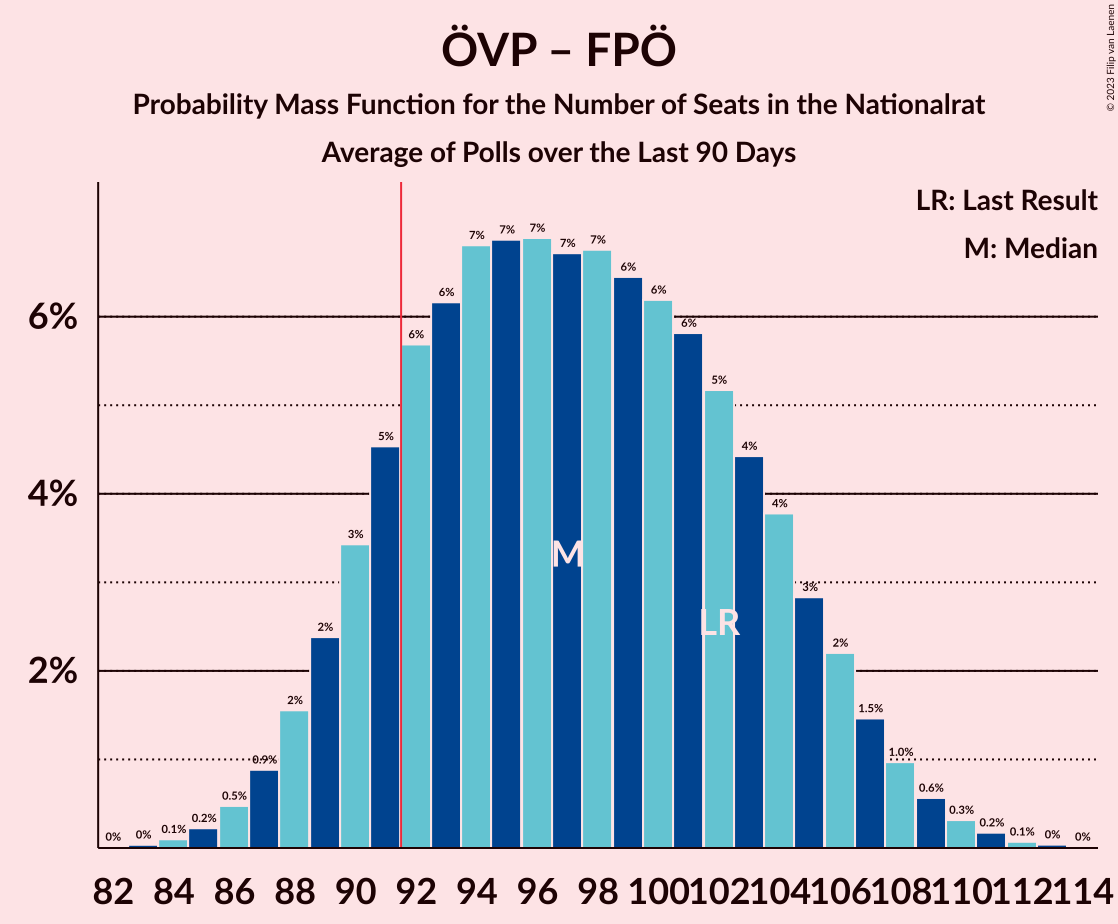 ÖVP – FPÖ
Probability Mass Function for the Number of Seats in the Nationalrat
Average of Polls over the Last 90 Days
© 2023 Filip van Laenen
LR: Last Result
M: Median
6%
4%
2%
0% 0% 0.1% 0.2% 0.5% 0.9% 2% 2% 3% 5% 6% 6% 7% 7% 7% 7% 7% 6% 6% 6% 5% 4% 4% 3% 2% 1.5% 1.0% 0.6% 0.3% 0.2% 0.1% 0% 0%
M
LR
82 84 86 88 90 92 94 96 98 100 102 104 106 108 110 112 114